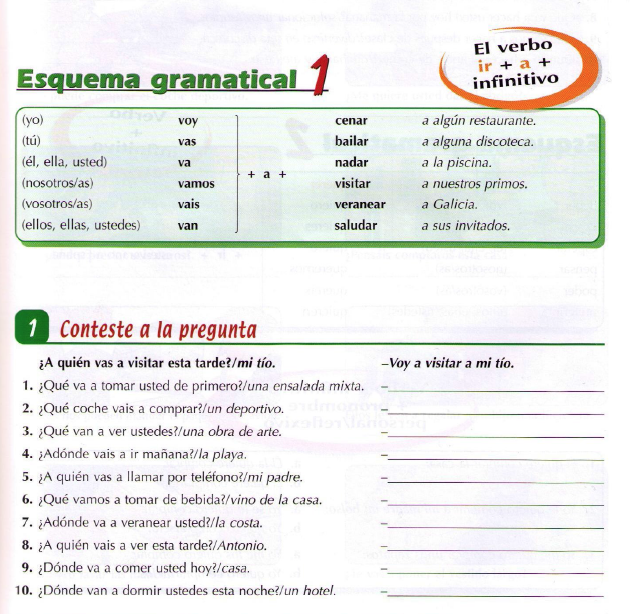 El verbo
ir + a +
infinitivo
Esquema gramatical 1
(yo) voy cenar a algún restaurante.
(tú) vas bailar a alguna discoteca.
(él, ella, usted) va nadar a la piscina.
(nosotros/as) vamos + a + visitar a nuestros primos.
(vosotros/as) vais veranear a Galicia.
(ellos, ellas, ustedes) van saludar a sus invitados.
1 Conteste a la pregunta
¿A quién vas a visitar esta tarde?/mi tío. –Voy a visitar a mi tío.
1. ¿Qué va a tomar usted de primero?/una ensalada mixta. –
2. ¿Qué coche vais a comprar?/un deportivo. –
3. ¿Qué van a ver ustedes?/una obra de arte. –
4. ¿Adónde vais a ir mañana?/la playa. –
5. ¿A quién vas a llamar por teléfono?/mi padre. –
6. ¿Qué vamos a tomar de bebida?/vino de la casa. –
7. ¿Adónde va a veranear usted?/la costa. –
8. ¿A quién vais a ver esta tarde?/Antonio. –
9. ¿Dónde va a comer usted hoy?/casa. –
10. ¿Dónde van a dormir ustedes esta noche?/un hotel. –